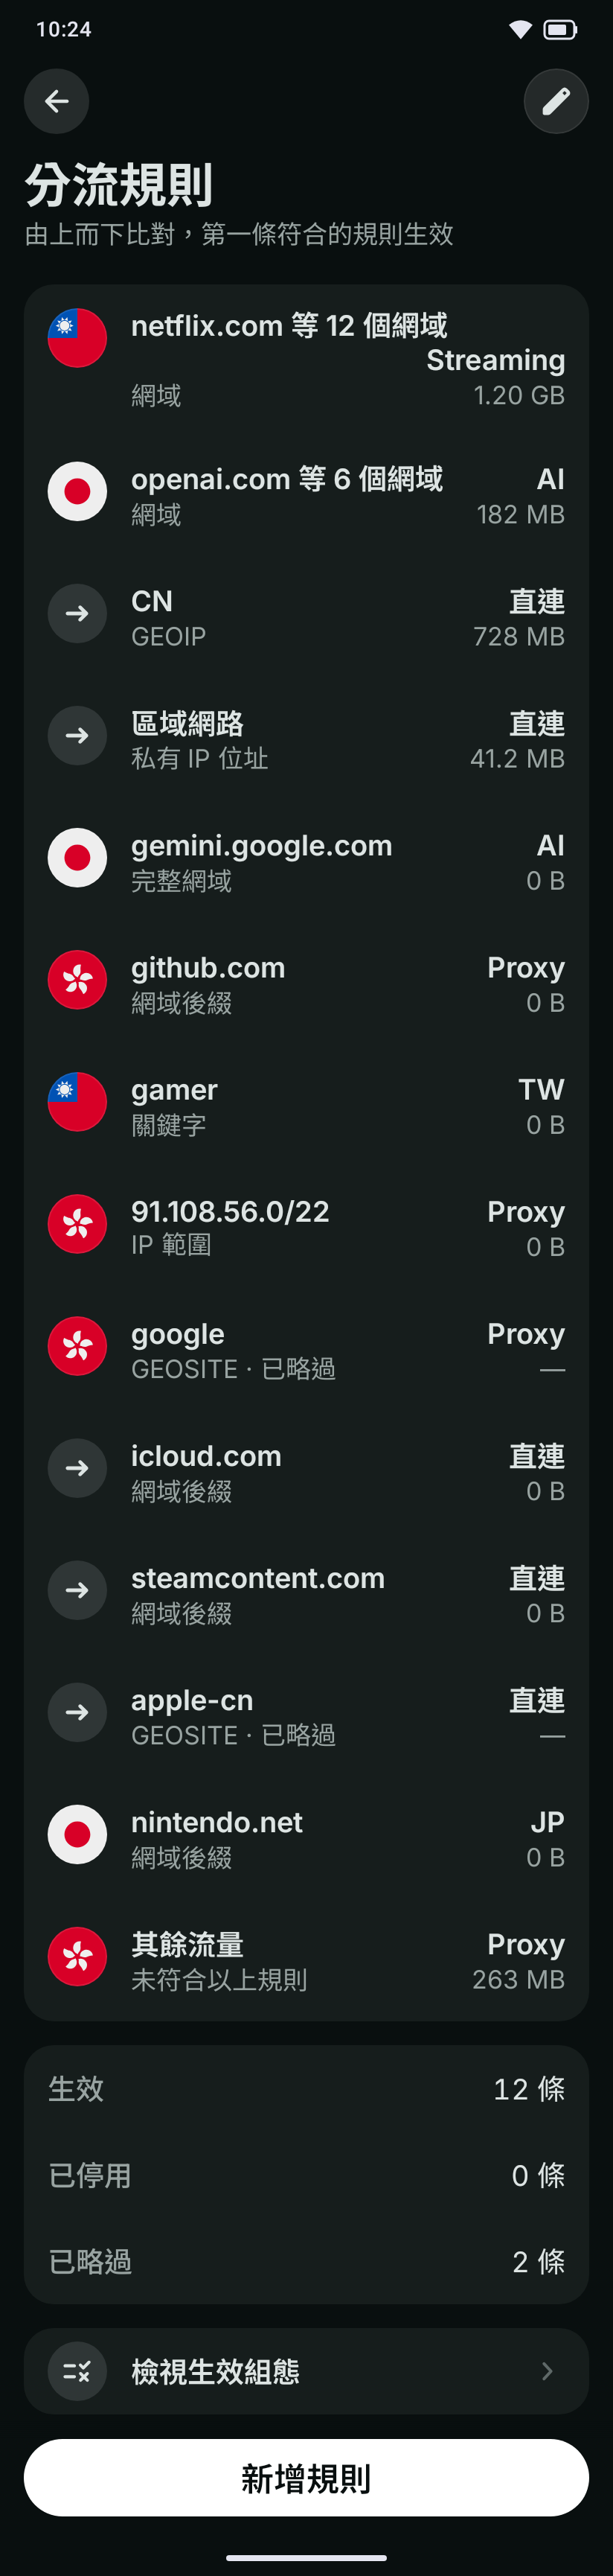 10:24
分流規則
由上而下比對，第一條符合的規則生效
netflix.com 等 12 個網域
Streaming
網域 1.20 GB
openai.com 等 6 個網域 AI
網域 182 MB
CN 直連
GEOIP 728 MB
區域網路 直連
私有 IP 位址 41.2 MB
gemini.google.com AI
完整網域 0 B
github.com Proxy
網域後綴 0 B
gamer TW
關鍵字 0 B
91.108.56.0/22 Proxy
IP 範圍 0 B
google Proxy
GEOSITE · 已略過 —
icloud.com 直連
網域後綴 0 B
steamcontent.com 直連
網域後綴 0 B
apple-cn 直連
GEOSITE · 已略過 —
nintendo.net JP
網域後綴 0 B
其餘流量 Proxy
未符合以上規則 263 MB
生效 12 條
已停用 0 條
已略過 2 條
檢視生效組態
新增規則